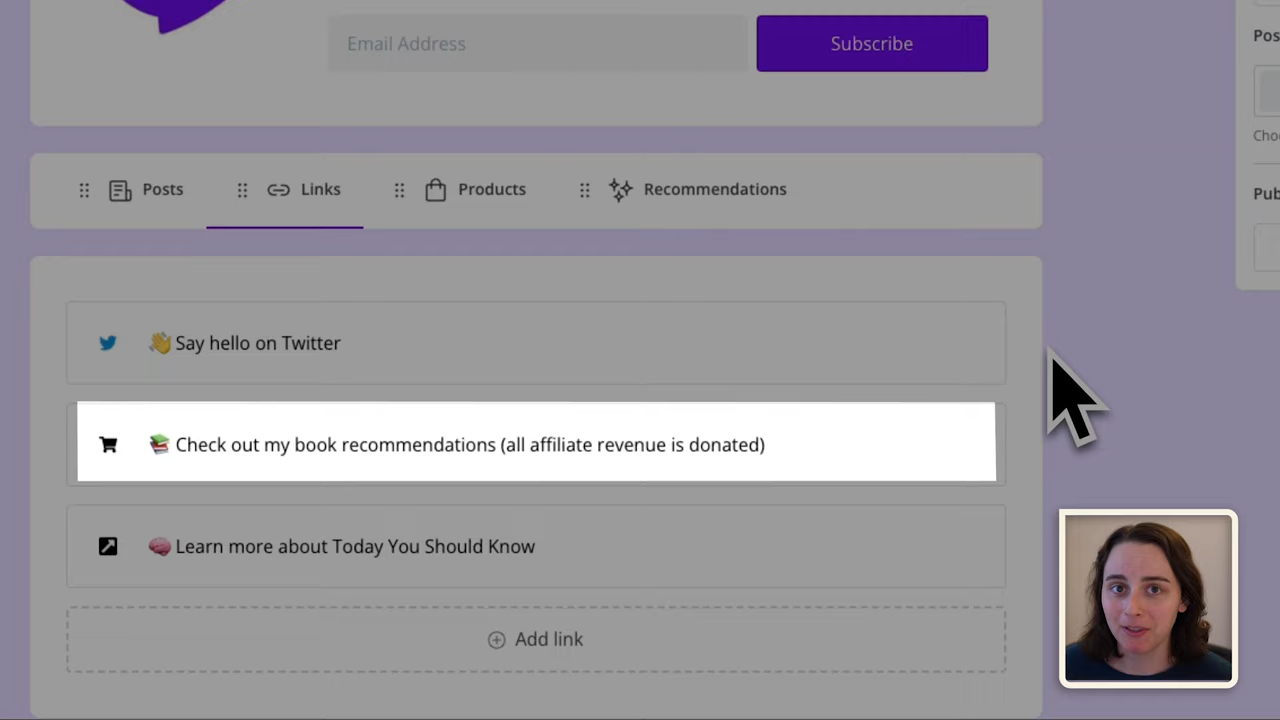 Email Address
Subscribe
Pos
Choo
Posts
Links
Products
Recommendations
Pub
👋 Say hello on Twitter
📚 Check out my book recommendations (all affiliate revenue is donated)
🧠 Learn more about Today You Should Know
Add link